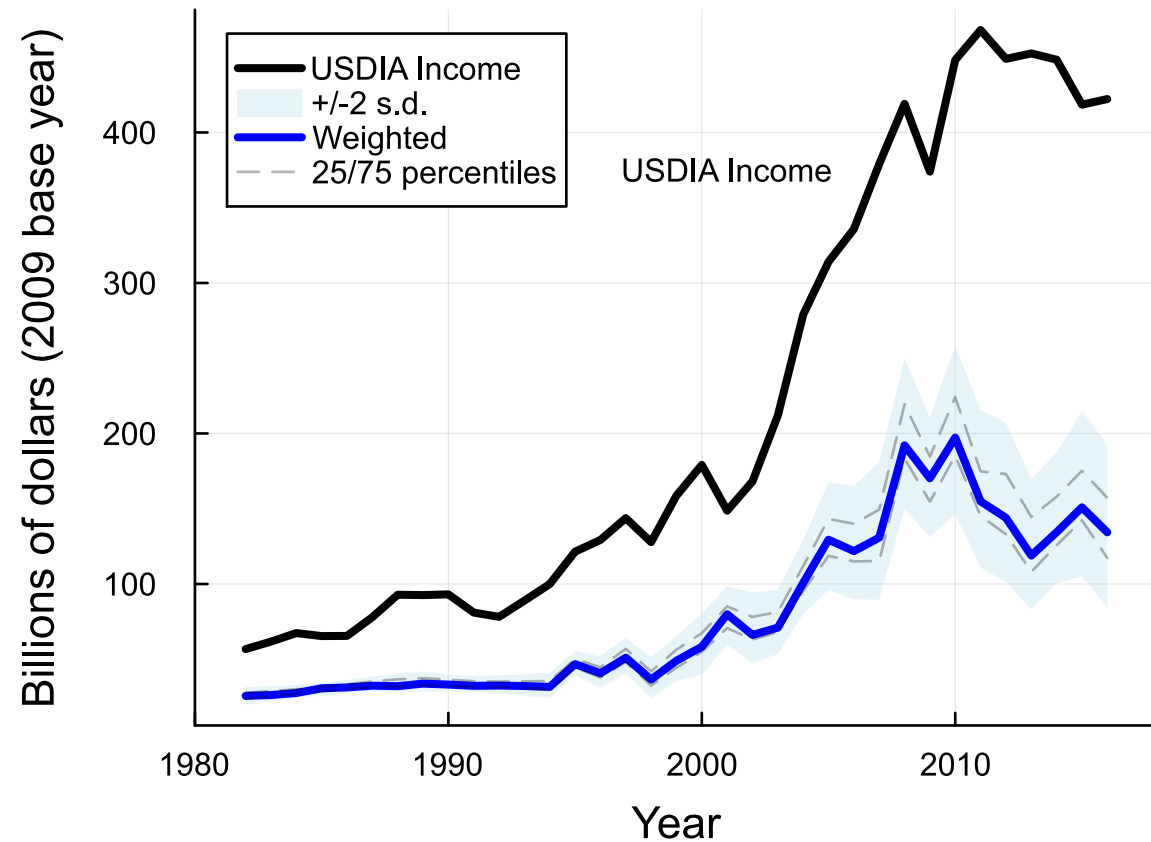 Billions of dollars (2009 base year)
USDIA Income
+/-2 s.d.
Weighted
25/75 percentiles
USDIA Income
400
300
200
100
1980
1990
2000
2010
Year